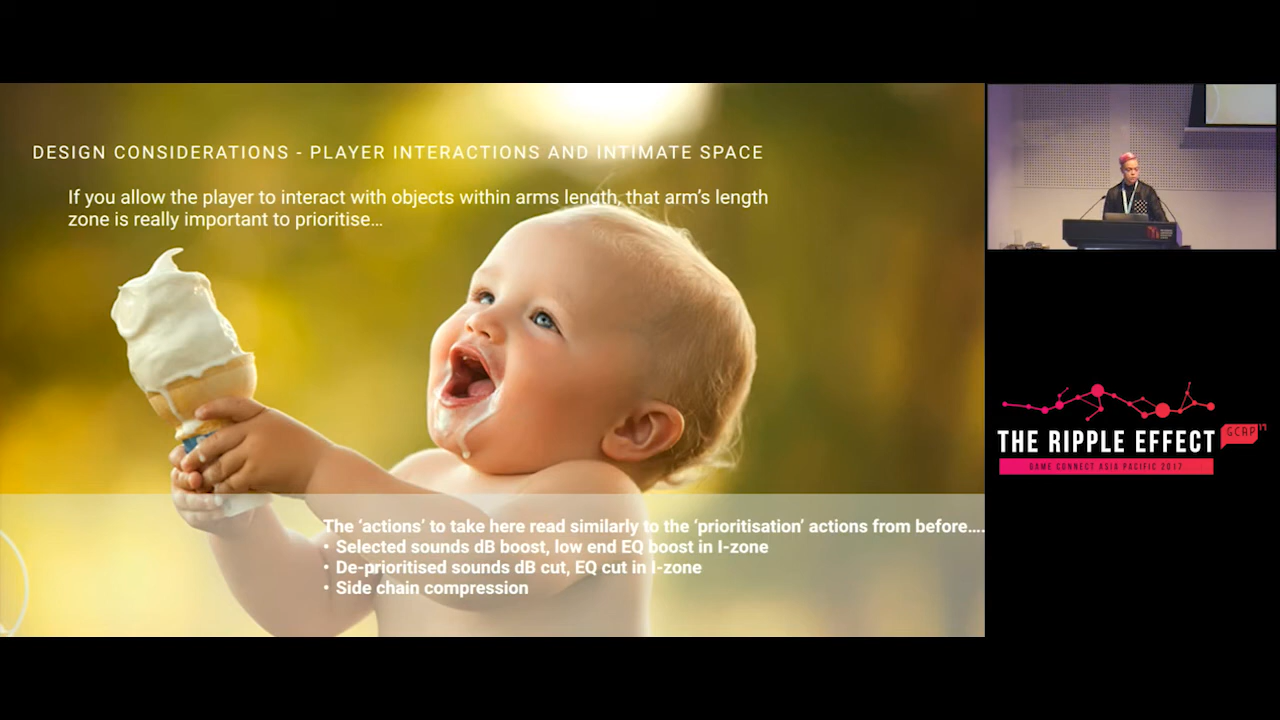 DESIGN CONSIDERATIONS - PLAYER INTERACTIONS AND INTIMATE SPACE
If you allow the player to interact with objects within arms length, that arm’s length
zone is really important to prioritise...
The ‘actions’ to take here read similarly to the ‘prioritisation’ actions from before....
• Selected sounds dB boost, low end EQ boost in I-zone
• De-prioritised sounds dB cut, EQ cut in I-zone
• Side chain compression
THE RIPPLE EFFECT
GCAP 17
GAME CONNECT ASIA PACIFIC 2017